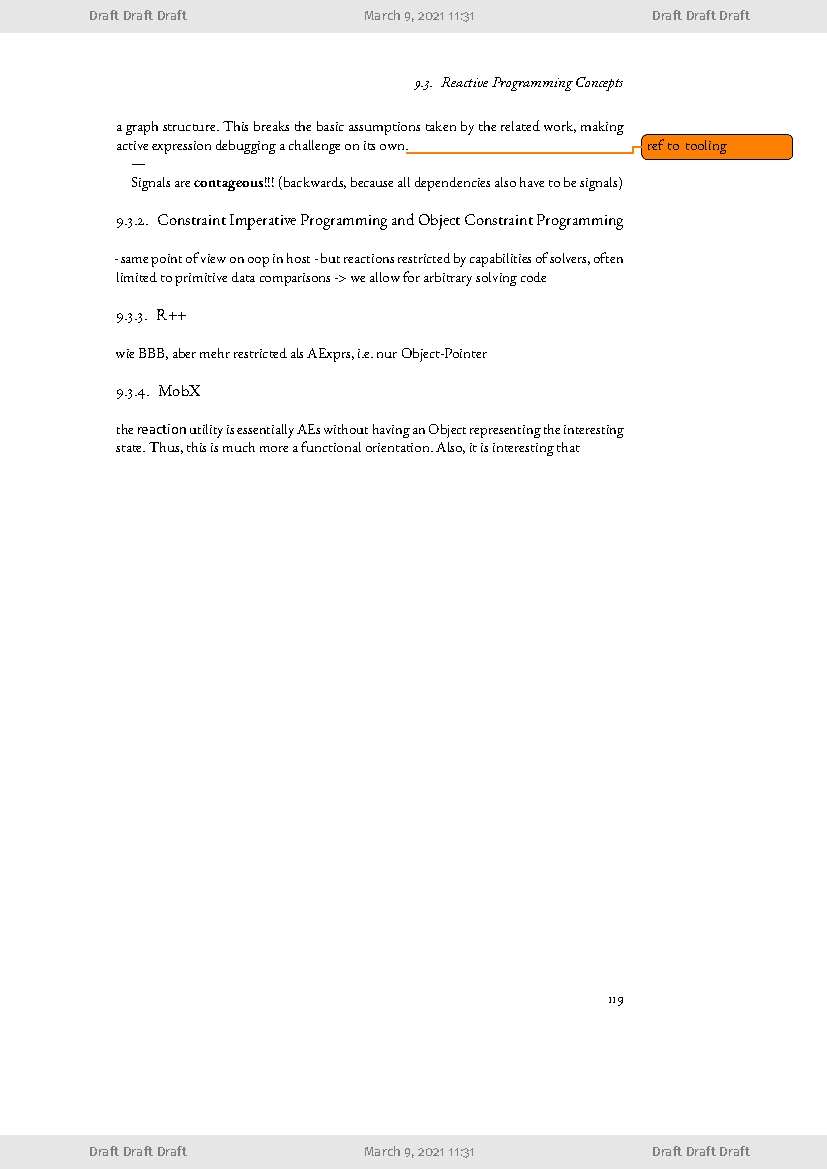 Draft Draft Draft March 9, 2021 11:31 Draft Draft Draft
9.3. Reactive Programming Concepts
a graph structure. This breaks the basic assumptions taken by the related work, making
active expression debugging a challenge on its own.
ref to tooling
—
Signals are contageous!!! (backwards, because all dependencies also have to be signals)
9.3.2. Constraint Imperative Programming and Object Constraint Programming
- same point of view on oop in host - but reactions restricted by capabilities of solvers, often
limited to primitive data comparisons -> we allow for arbitrary solving code
9.3.3. R++
wie BBB, aber mehr restricted als AExprs, i.e. nur Object-Pointer
9.3.4. MobX
the reaction utility is essentially AEs without having an Object representing the interesting
state. Thus, this is much more a functional orientation. Also, it is interesting that
119
Draft Draft Draft March 9, 2021 11:31 Draft Draft Draft